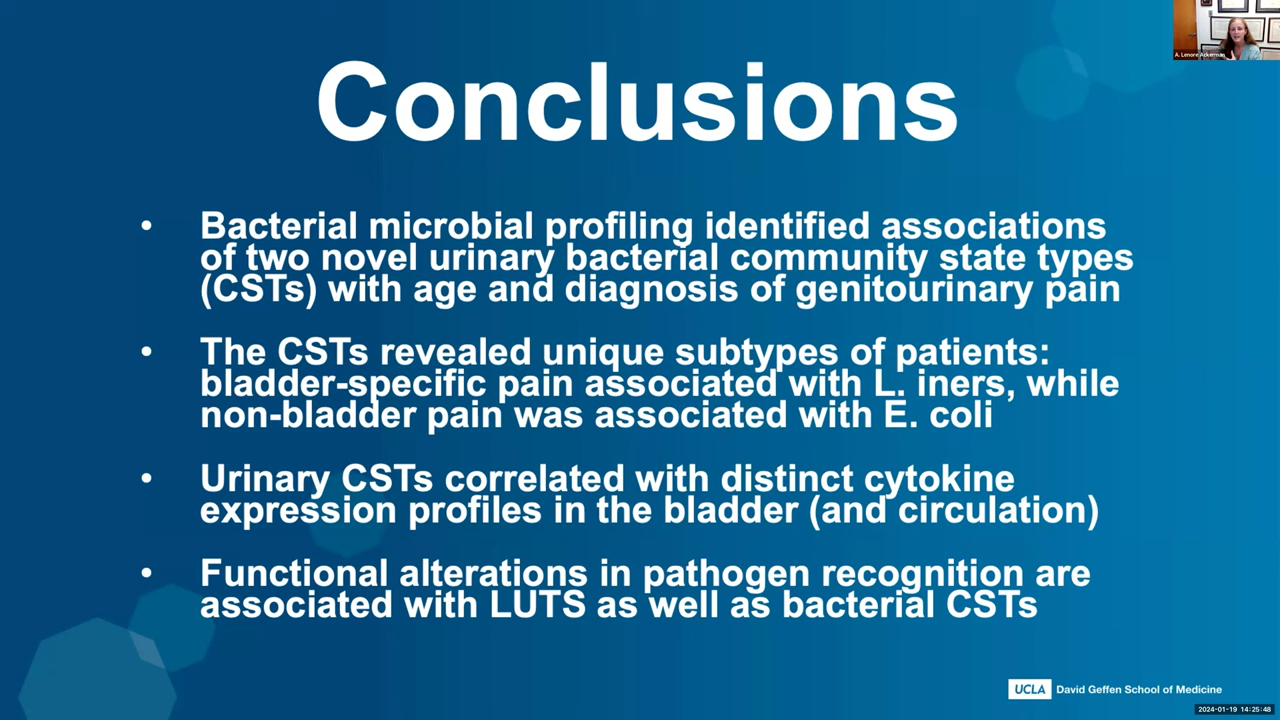 A. Lenore Ackerman
Conclusions
• Bacterial microbial profiling identified associations
of two novel urinary bacterial community state types
(CSTs) with age and diagnosis of genitourinary pain
• The CSTs revealed unique subtypes of patients:
bladder-specific pain associated with L. iners, while
non-bladder pain was associated with E. coli
• Urinary CSTs correlated with distinct cytokine
expression profiles in the bladder (and circulation)
• Functional alterations in pathogen recognition are
associated with LUTS as well as bacterial CSTs
UCLA David Geffen School of Medicine
2024-01-19 14:25:48